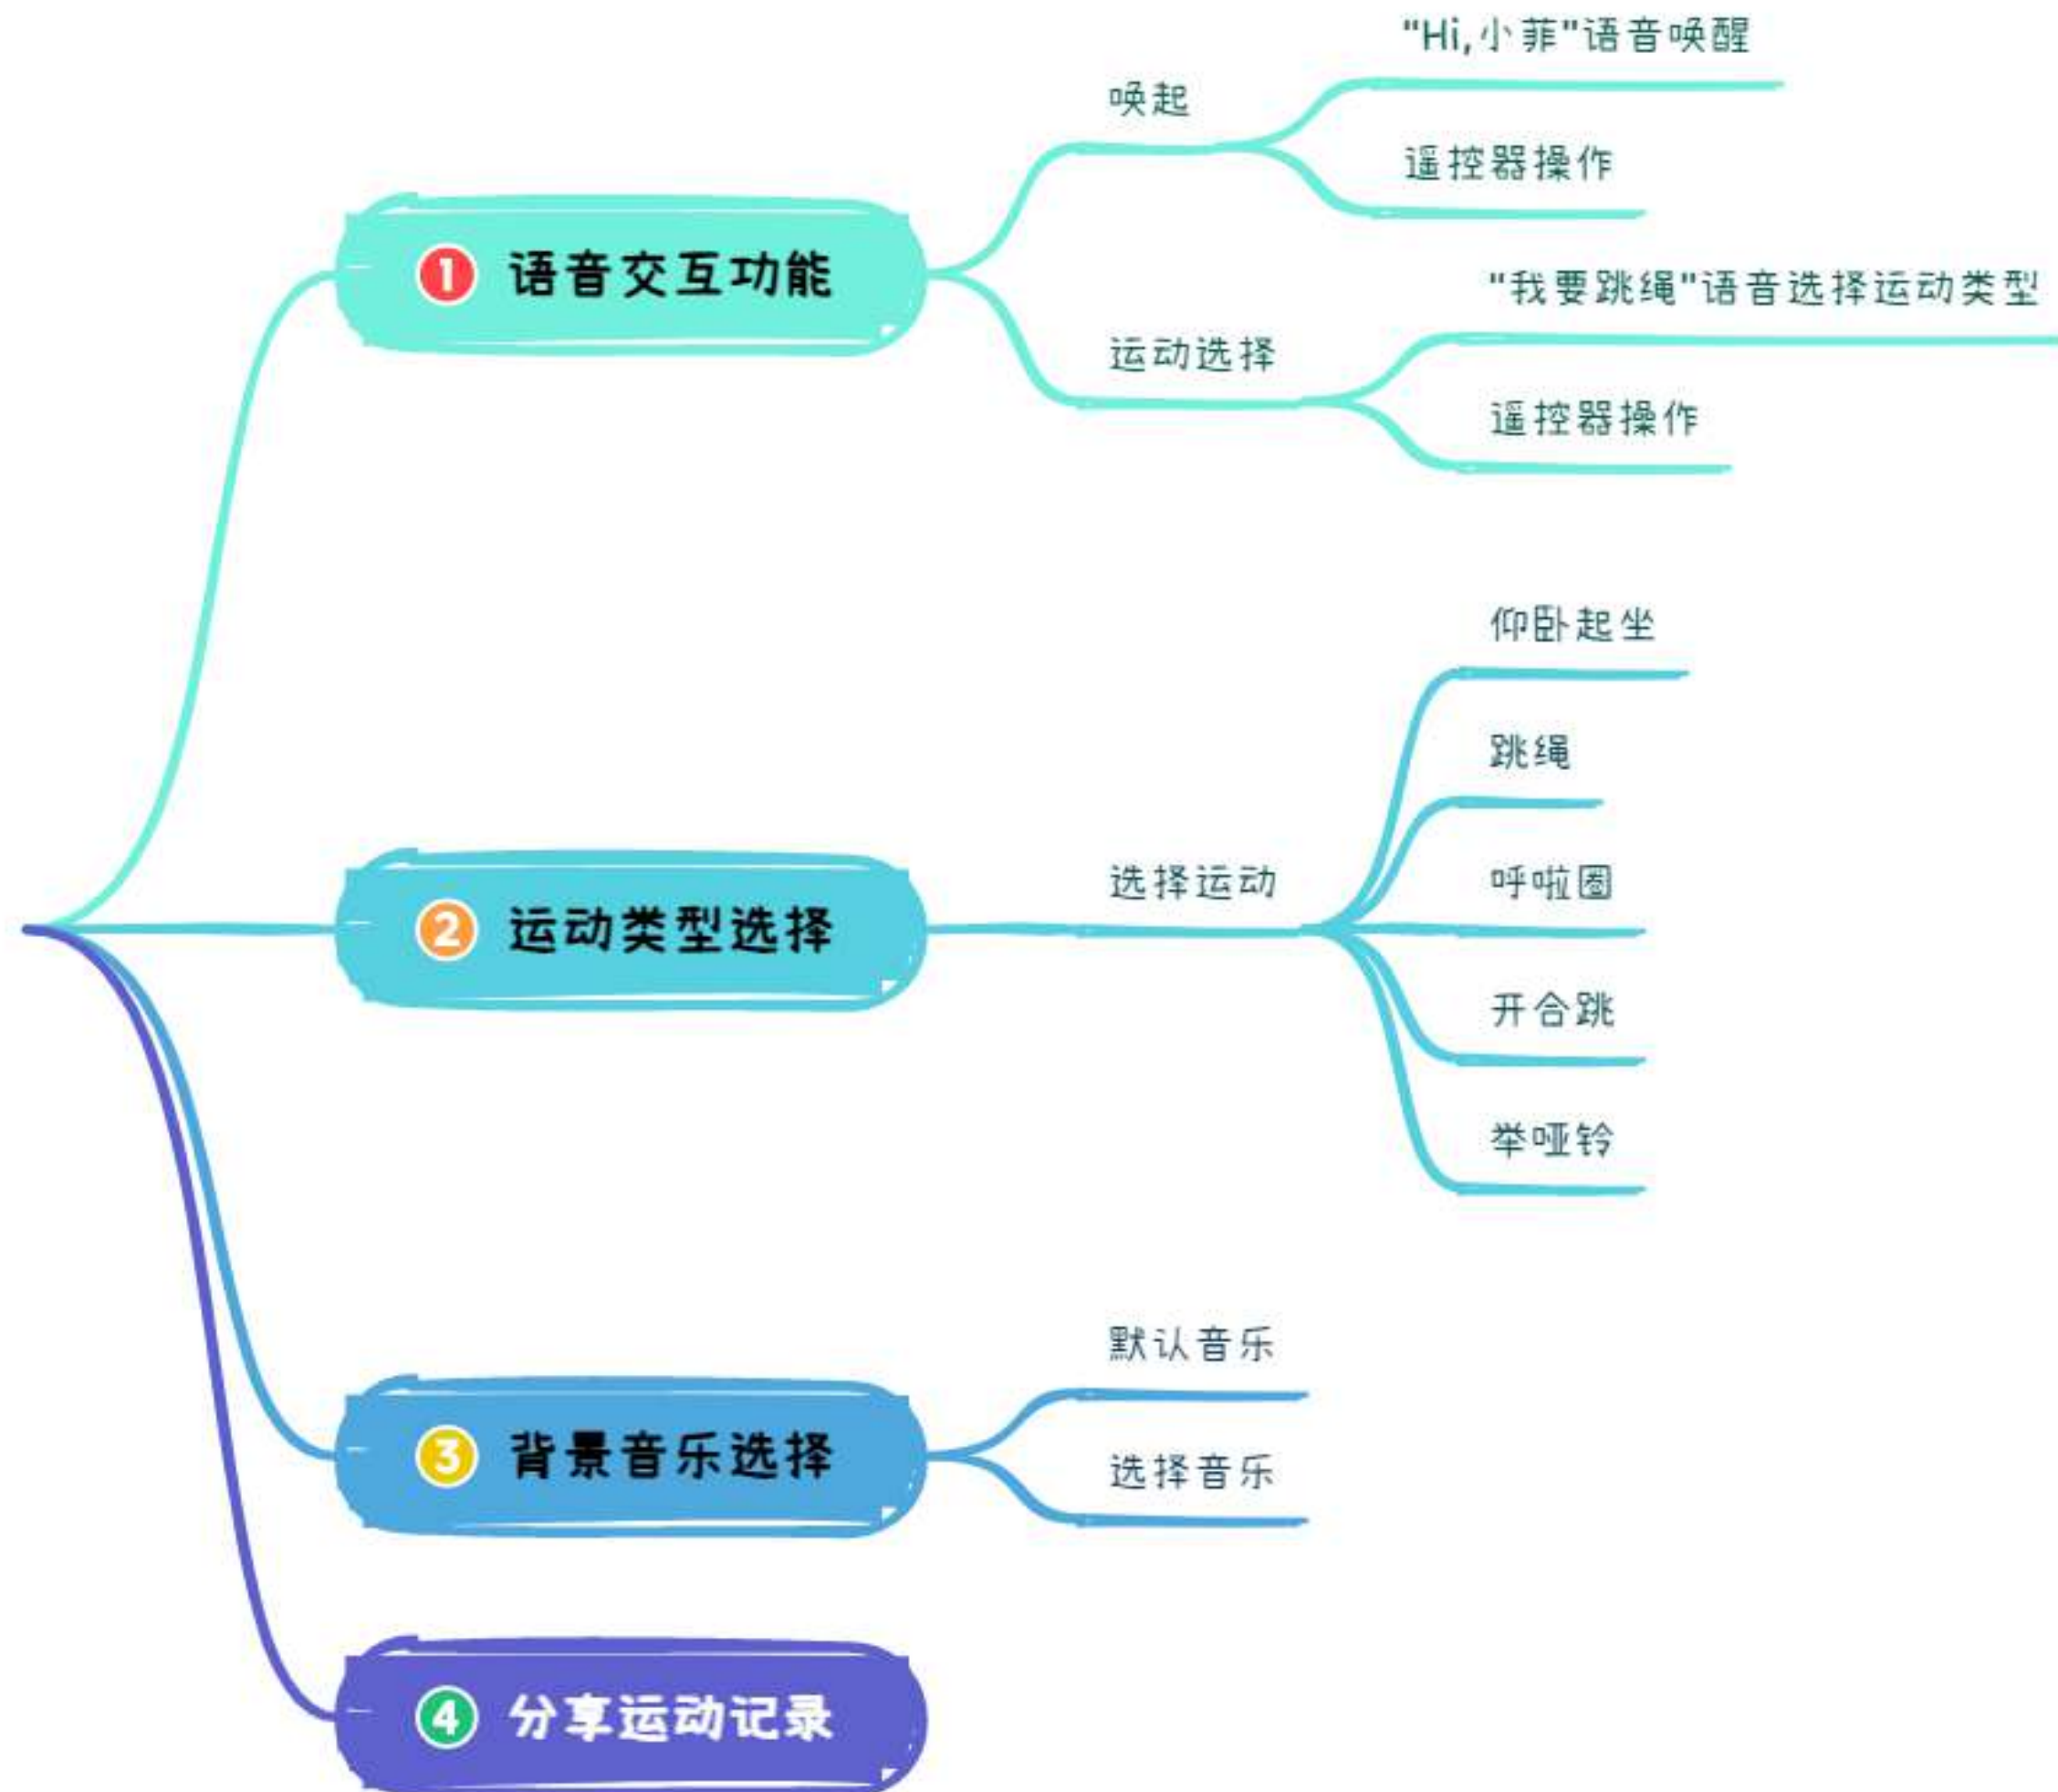 "Hi,小菲"语音唤醒
唤起
遥控器操作
1 语音交互功能
"我要跳绳"语音选择运动类型
运动选择
遥控器操作
仰卧起坐
跳绳
2 运动类型选择
选择运动
呼啦圈
开合跳
举哑铃
默认音乐
3 背景音乐选择
选择音乐
4 分享运动记录